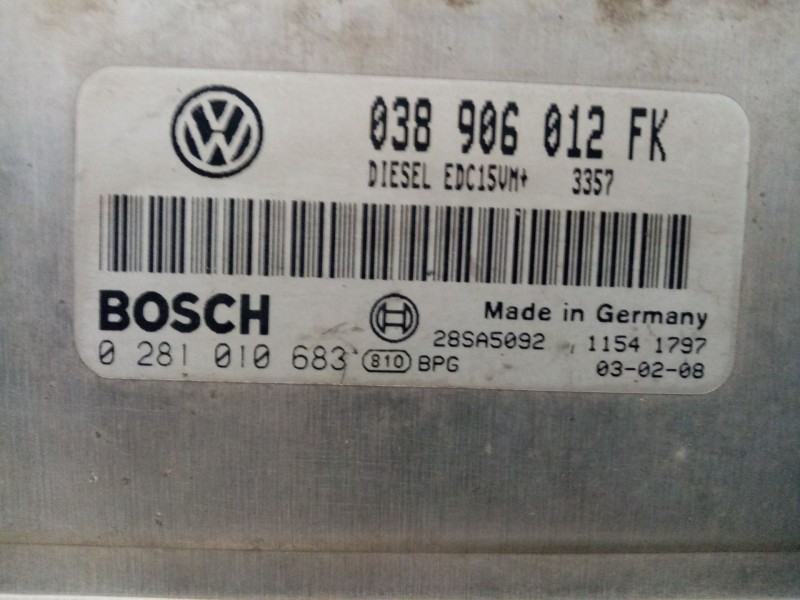 038 906 012 FK
DIESEL EDC15VM+ 3357
BOSCH
Made in Germany
28SA5092 1154 1797
0 281 010 683 810 BPG 03-02-08